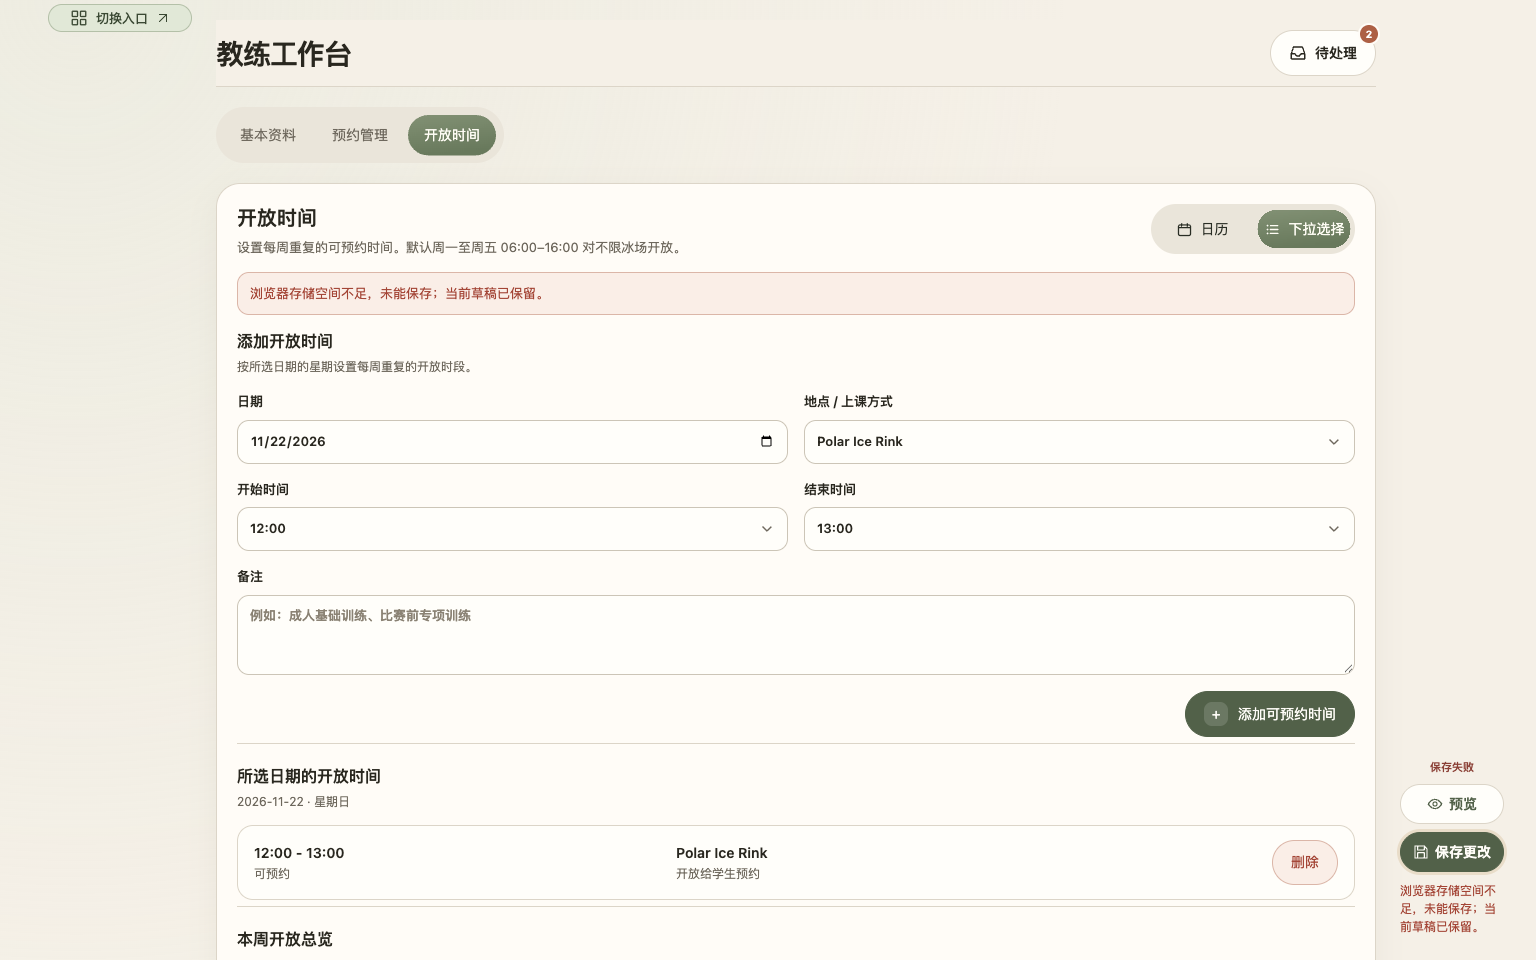 切换入口
教练工作台
待处理
2
基本资料
预约管理
开放时间
开放时间
设置每周重复的可预约时间。默认周一至周五 06:00–16:00 对不限冰场开放。
日历
下拉选择
浏览器存储空间不足，未能保存；当前草稿已保留。
添加开放时间
按所选日期的星期设置每周重复的开放时段。
日期
地点 / 上课方式
11/22/2026
Polar Ice Rink
开始时间
结束时间
12:00
13:00
备注
例如：成人基础训练、比赛前专项训练
添加可预约时间
所选日期的开放时间
2026-11-22 · 星期日
12:00 - 13:00
Polar Ice Rink
可预约
开放给学生预约
删除
本周开放总览
保存失败
预览
保存更改
浏览器存储空间不
足，未能保存；当
前草稿已保留。